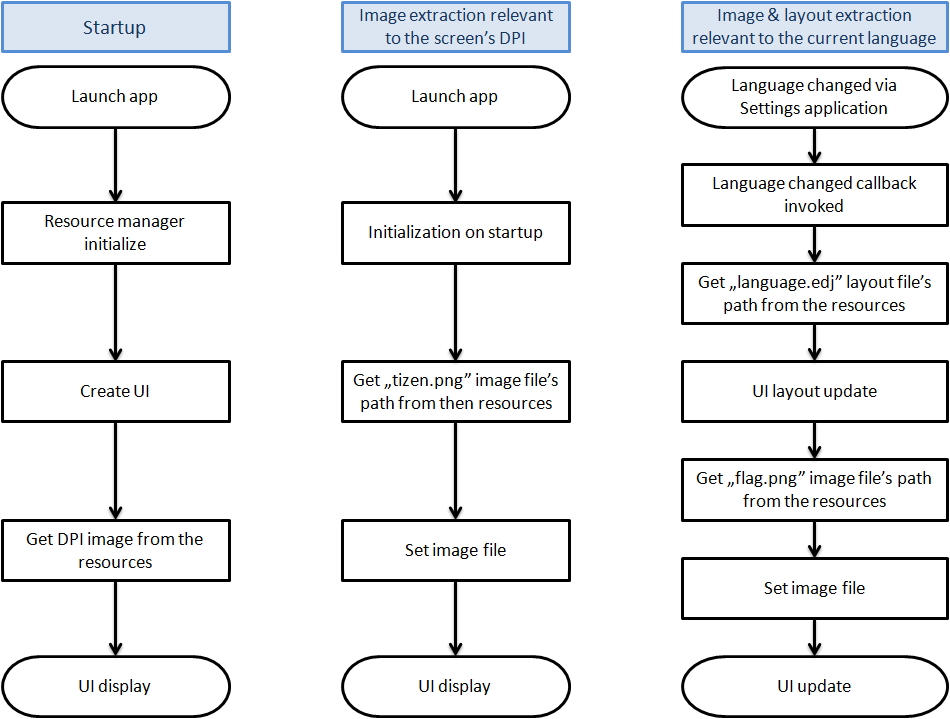 Startup
Launch app
Resource manager
initialize
Create UI
Get DPI image from the
resources
UI display
Image extraction relevant
to the screen's DPI
Launch app
Initialization on startup
Get „tizen.png” image file's
path from then resources
Set image file
UI display
Image & layout extraction
relevant to the current language
Language changed via
Settings application
Language changed callback
invoked
Get „language.edj” layout file's
path from the resources
UI layout update
Get „flag.png” image file's path
from the resources
Set image file
UI update